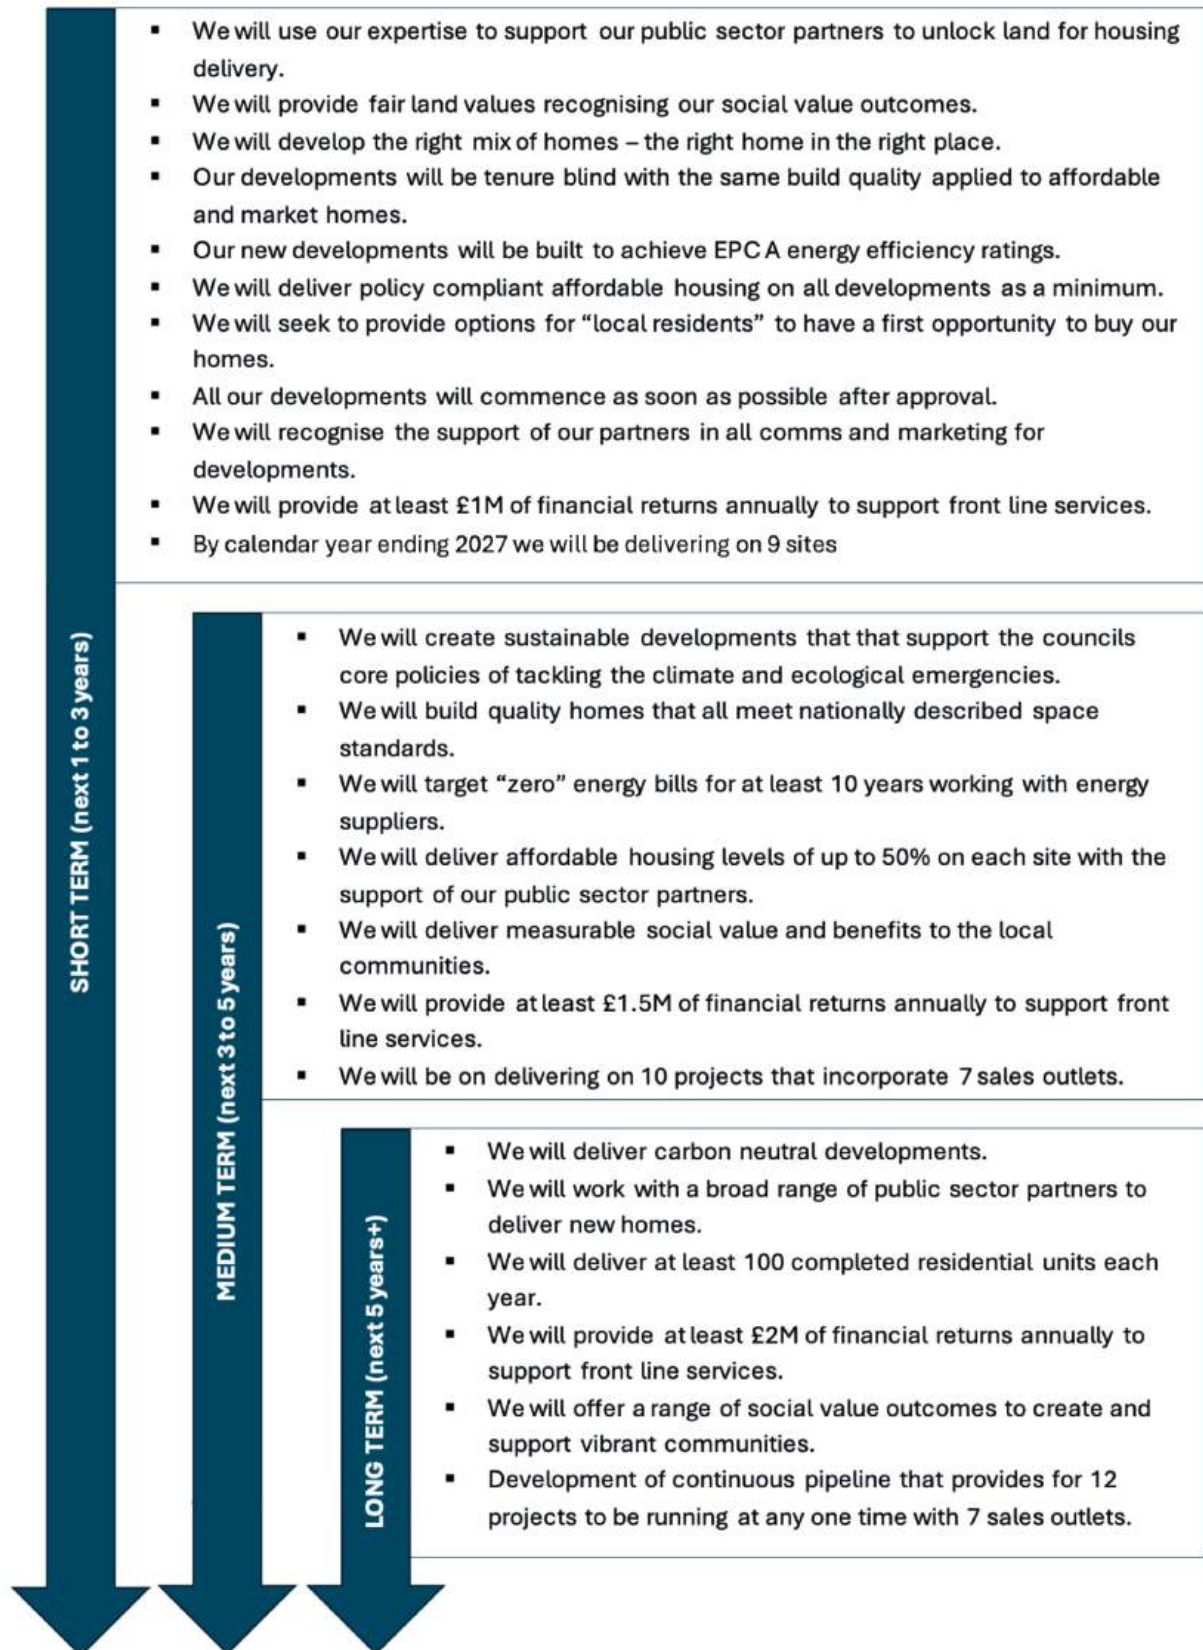 ▪ We will use our expertise to support our public sector partners to unlock land for housing
delivery.
▪ We will provide fair land values recognising our social value outcomes.
▪ We will develop the right mix of homes – the right home in the right place.
▪ Our developments will be tenure blind with the same build quality applied to affordable
and market homes.
▪ Our new developments will be built to achieve EPC A energy efficiency ratings.
▪ We will deliver policy compliant affordable housing on all developments as a minimum.
▪ We will seek to provide options for “local residents” to have a first opportunity to buy our
homes.
▪ All our developments will commence as soon as possible after approval.
▪ We will recognise the support of our partners in all comms and marketing for
developments.
▪ We will provide at least £1M of financial returns annually to support front line services.
▪ By calendar year ending 2027 we will be delivering on 9 sites
SHORT TERM (next 1 to 3 years)
▪ We will create sustainable developments that that support the councils
core policies of tackling the climate and ecological emergencies.
▪ We will build quality homes that all meet nationally described space
standards.
▪ We will target “zero” energy bills for at least 10 years working with energy
suppliers.
▪ We will deliver affordable housing levels of up to 50% on each site with the
support of our public sector partners.
▪ We will deliver measurable social value and benefits to the local
communities.
▪ We will provide at least £1.5M of financial returns annually to support front
line services.
▪ We will be on delivering on 10 projects that incorporate 7 sales outlets.
MEDIUM TERM (next 3 to 5 years)
▪ We will deliver carbon neutral developments.
▪ We will work with a broad range of public sector partners to
deliver new homes.
▪ We will deliver at least 100 completed residential units each
year.
▪ We will provide at least £2M of financial returns annually to
support front line services.
▪ We will offer a range of social value outcomes to create and
support vibrant communities.
▪ Development of continuous pipeline that provides for 12
projects to be running at any one time with 7 sales outlets.
LONG TERM (next 5 years+)